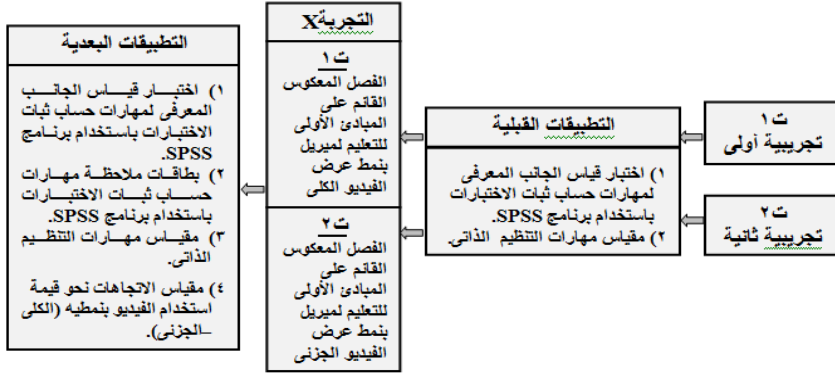 ت١
تجريبية أولى
ت٢
تجريبية ثانية
التطبيقات القبلية
١) اختبار قياس الجانب المعرفى
لمهارات حساب ثبات الاختبارات
باستخدام برنامج SPSS.
٢) مقياس مهارات التنظيم الذاتى.
التجربةX
ت١
الفصل المعكوس
القائم على
المبادئ الأولى
للتعليم لميريل
بنمط عرض
الفيديو الكلى
ت٢
الفصل المعكوس
القائم على
المبادئ الأولى
للتعليم لميريل
بنمط عرض
الفيديو الجزئى
التطبيقات البعدية
١) اختبار قياس الجانب
المعرفى لمهارات حساب ثبات
الاختبارات باستخدام برنامج
SPSS.
٢) بطاقات ملاحظة مهارات
حساب ثبات الاختبارات
باستخدام برنامج SPSS.
٣) مقياس مهارات التنظيم
الذاتى.
٤) مقياس الاتجاهات نحو قيمة
استخدام الفيديو بنمطيه (الكلى
–الجزئى).